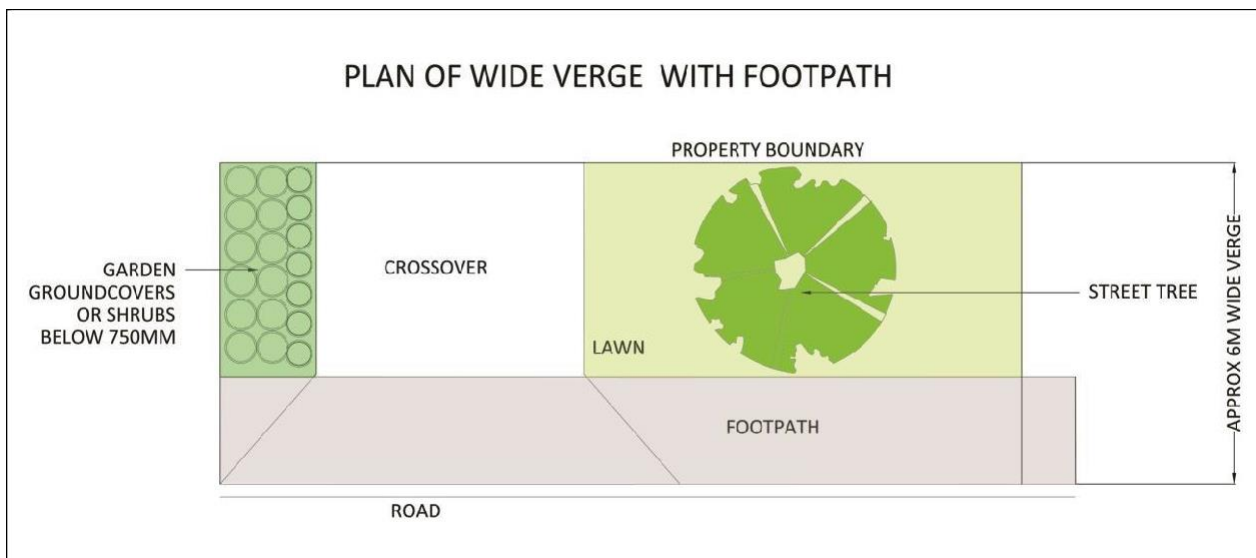 PLAN OF WIDE VERGE WITH FOOTPATH
PROPERTY BOUNDARY
GARDEN
GROUNDCOVERS
OR SHRUBS
BELOW 750MM
CROSSOVER
LAWN
STREET TREE
APPROX 6M WIDE VERGE
FOOTPATH
ROAD